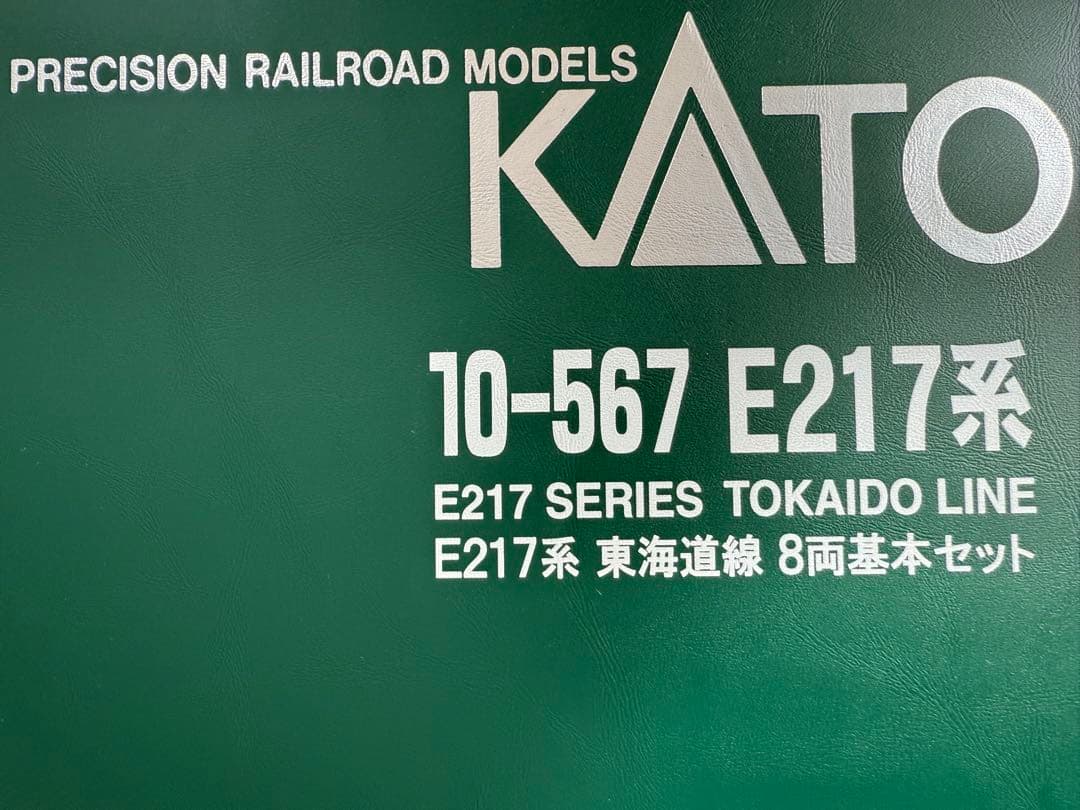 PRECISION RAILROAD MODELS
KATO
10-567 E217系
E217 SERIES TOKAIDO LINE
E217系 東海道線 8両基本セット